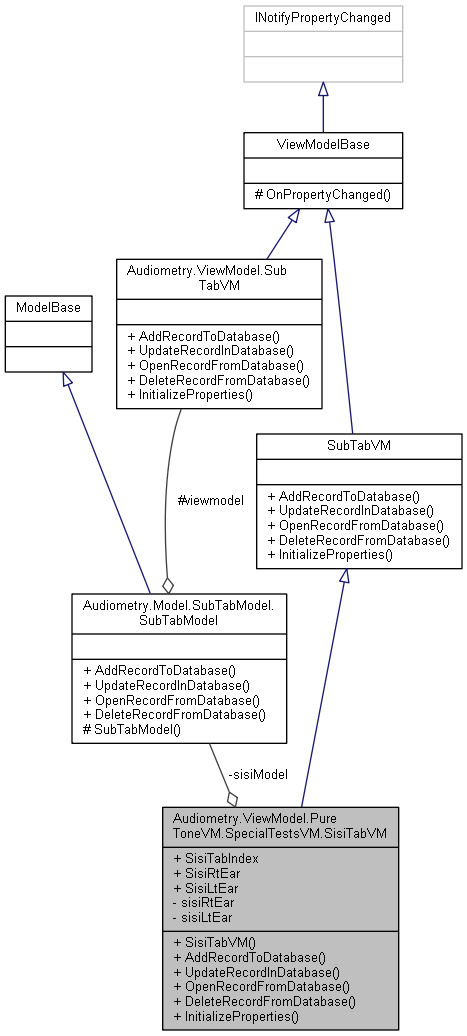 INotifyPropertyChanged
ViewModelBase
# OnPropertyChanged()
Audiometry.ViewModel.Sub
TabVM
+ AddRecordToDatabase()
+ UpdateRecordInDatabase()
+ OpenRecordFromDatabase()
+ DeleteRecordFromDatabase()
+ InitializeProperties()
ModelBase
SubTabVM
+ AddRecordToDatabase()
+ UpdateRecordInDatabase()
+ OpenRecordFromDatabase()
+ DeleteRecordFromDatabase()
+ InitializeProperties()
#viewmodel
Audiometry.Model.SubTabModel.
SubTabModel
+ AddRecordToDatabase()
+ UpdateRecordInDatabase()
+ OpenRecordFromDatabase()
+ DeleteRecordFromDatabase()
# SubTabModel()
-sisiModel
Audiometry.ViewModel.Pure
ToneVM.SpecialTestsVM.SisiTabVM
+ SisiTabIndex
+ SisiRtEar
+ SisiLtEar
- sisiRtEar
- sisiLtEar
+ SisiTabVM()
+ AddRecordToDatabase()
+ UpdateRecordInDatabase()
+ OpenRecordFromDatabase()
+ DeleteRecordFromDatabase()
+ InitializeProperties()